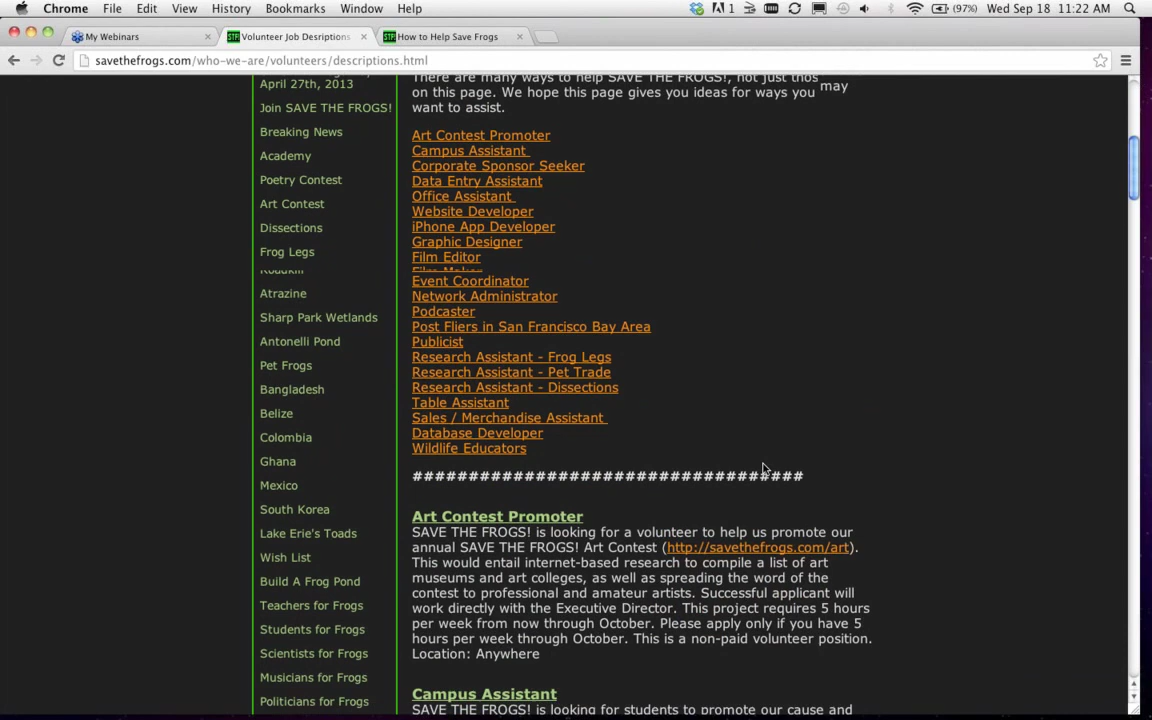 Chrome File Edit View History Bookmarks Window Help 1 (97%) Wed Sep 18 11:22 AM
My Webinars × STF! Volunteer Job Desriptions × STF! How to Help Save Frogs ×
savethefrogs.com/who-we-are/volunteers/descriptions.html
April 27th, 2013
Join SAVE THE FROGS!
Breaking News
Academy
Poetry Contest
Art Contest
Dissections
Frog Legs
Atrazine
Sharp Park Wetlands
Antonelli Pond
Pet Frogs
Bangladesh
Belize
Colombia
Ghana
Mexico
South Korea
Lake Erie's Toads
Wish List
Build A Frog Pond
Teachers for Frogs
Students for Frogs
Scientists for Frogs
Musicians for Frogs
Politicians for Frogs
There are many ways to help SAVE THE FROGS!, not just thos
on this page. We hope this page gives you ideas for ways you may
want to assist.
Art Contest Promoter
Campus Assistant
Corporate Sponsor Seeker
Data Entry Assistant
Office Assistant
Website Developer
iPhone App Developer
Graphic Designer
Film Editor
Event Coordinator
Network Administrator
Podcaster
Post Fliers in San Francisco Bay Area
Publicist
Research Assistant - Frog Legs
Research Assistant - Pet Trade
Research Assistant - Dissections
Table Assistant
Sales / Merchandise Assistant
Database Developer
Wildlife Educators
##################################
Art Contest Promoter
SAVE THE FROGS! is looking for a volunteer to help us promote our
annual SAVE THE FROGS! Art Contest (http://savethefrogs.com/art).
This would entail internet-based research to compile a list of art
museums and art colleges, as well as spreading the word of the
contest to professional and amateur artists. Successful applicant will
work directly with the Executive Director. This project requires 5 hours
per week from now through October. Please apply only if you have 5
hours per week through October. This is a non-paid volunteer position.
Location: Anywhere
Campus Assistant
SAVE THE FROGS! is looking for students to promote our cause and